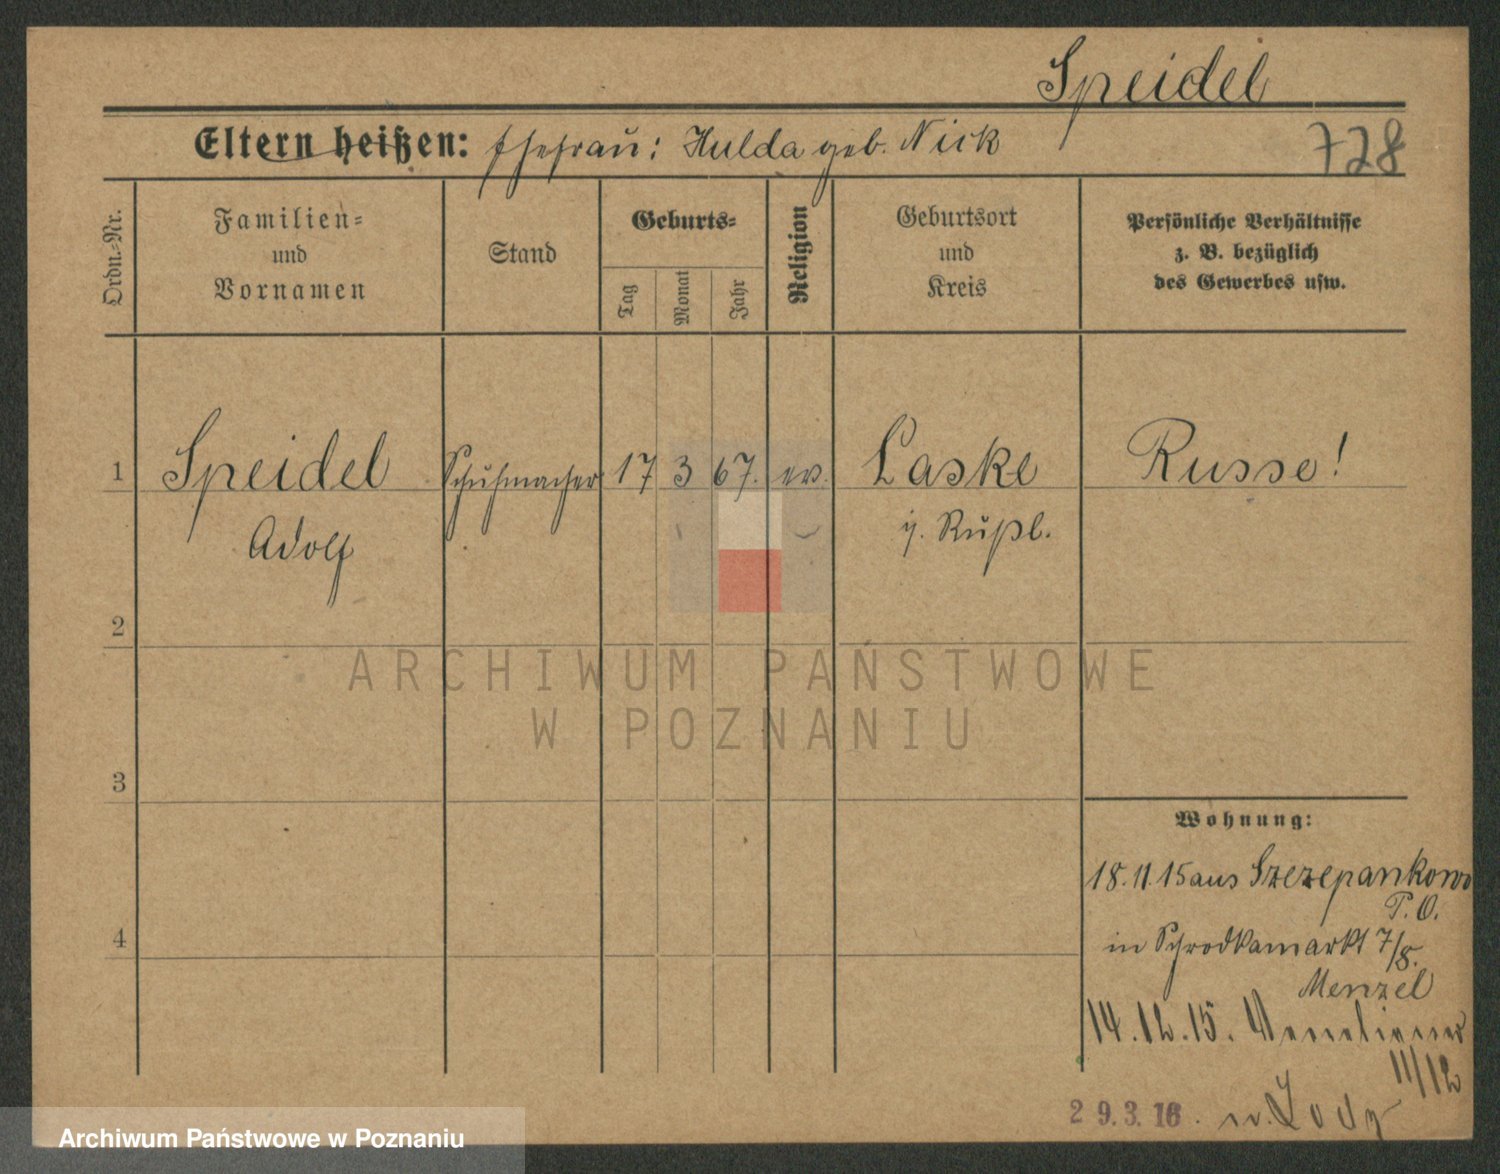 Speidel
Eltern heißen: Ehefrau: Hulda geb. Nick
728
Ordn.-Nr.
Familien-
und
Vornamen
Stand
Geburts-
Tag
Monat
Jahr
Religion
Geburtsort
und
Kreis
Persönliche Verhältnisse
z. B. bezüglich
des Gewerbes usw.
1 Speidel Schuhmacher 17 3 67. ev. Laske Russe!
Adolf i. Rußl.
2
ARCHIWUM PAŃSTWOWE
W POZNANIU
3
Wohnung:
18.11.15 aus Szczepankowo
P. O.
4
in Schrodkamarkt 7/8.
Menzel
14.12.15. Venetianer
11/12
29.3.16. n. Lodz
Archiwum Państwowe w Poznaniu